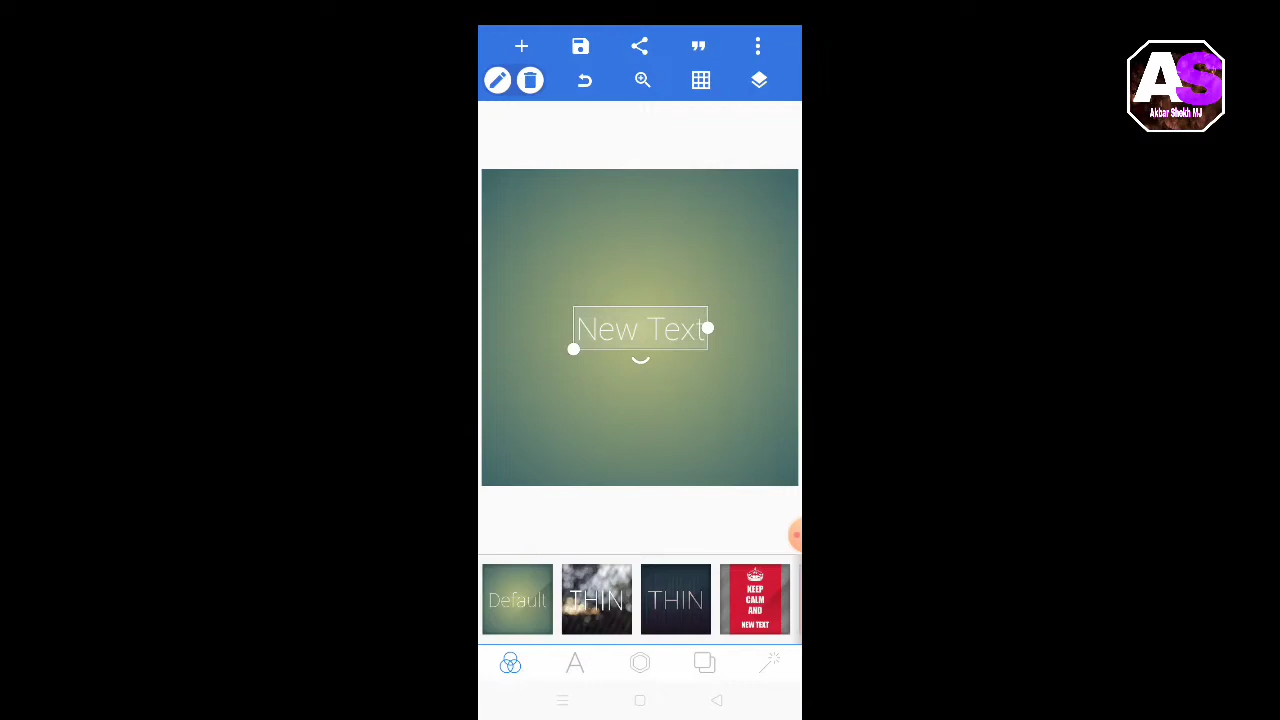 AS
Akbar Shekh MJ
New Text
Default
THIN
THIN
KEEP
CALM
AND
NEW TEXT
A